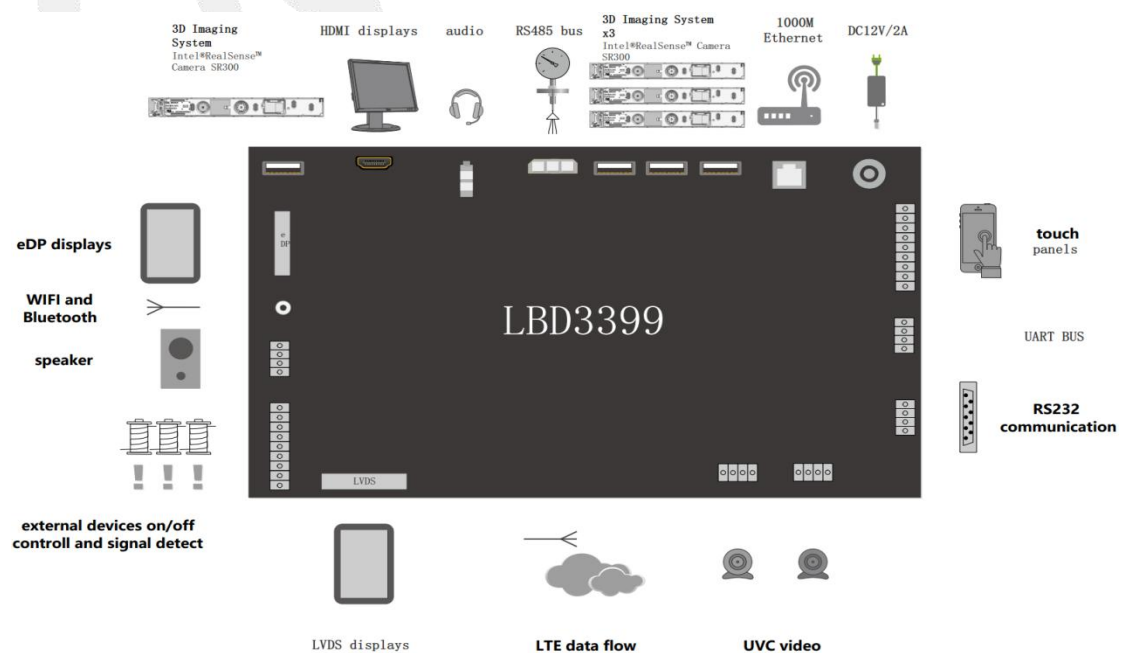 3D Imaging
System
Intel®RealSense™
Camera SR300
HDMI displays
audio
RS485 bus
3D Imaging System
x3
Intel®RealSense™ Camera
SR300
1000M
Ethernet
DC12V/2A
eDP displays
e
DP
touch
panels
WIFI and
Bluetooth
LBD3399
UART BUS
speaker
RS232
communication
LVDS
external devices on/off
controll and signal detect
LVDS displays
LTE data flow
UVC video